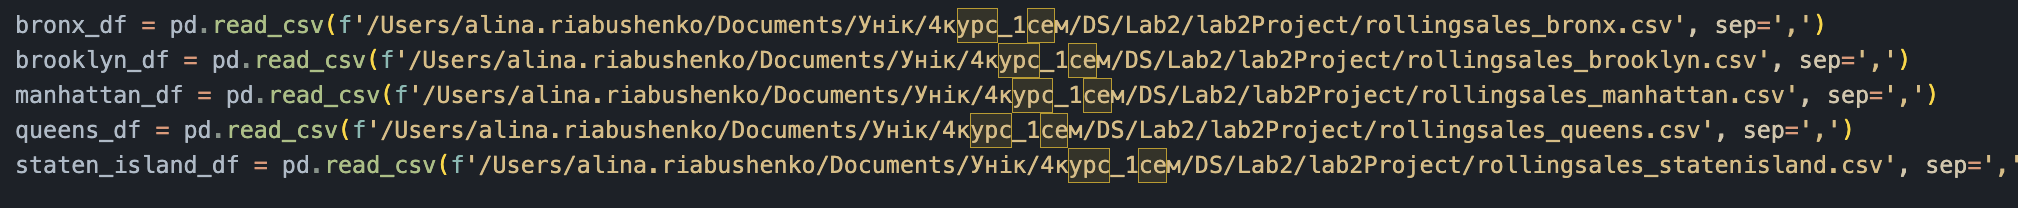 bronx_df = pd.read_csv(f'/Users/alina.riabushenko/Documents/Унік/4курс_1сем/DS/Lab2/lab2Project/rollingsales_bronx.csv', sep=',')
brooklyn_df = pd.read_csv(f'/Users/alina.riabushenko/Documents/Унік/4курс_1сем/DS/Lab2/lab2Project/rollingsales_brooklyn.csv', sep=',')
manhattan_df = pd.read_csv(f'/Users/alina.riabushenko/Documents/Унік/4курс_1сем/DS/Lab2/lab2Project/rollingsales_manhattan.csv', sep=',')
queens_df = pd.read_csv(f'/Users/alina.riabushenko/Documents/Унік/4курс_1сем/DS/Lab2/lab2Project/rollingsales_queens.csv', sep=',')
staten_island_df = pd.read_csv(f'/Users/alina.riabushenko/Documents/Унік/4курс_1сем/DS/Lab2/lab2Project/rollingsales_statenisland.csv', sep=','